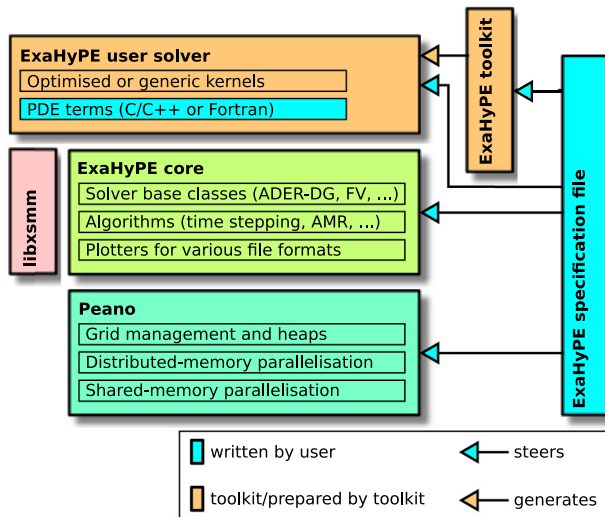 ExaHyPE user solver
Optimised or generic kernels
PDE terms (C/C++ or Fortran)
ExaHyPE toolkit
ExaHyPE specification file
libxsmm
ExaHyPE core
Solver base classes (ADER-DG, FV, ...)
Algorithms (time stepping, AMR, ...)
Plotters for various file formats
Peano
Grid management and heaps
Distributed-memory parallelisation
Shared-memory parallelisation
written by user
steers
toolkit/prepared by toolkit
generates